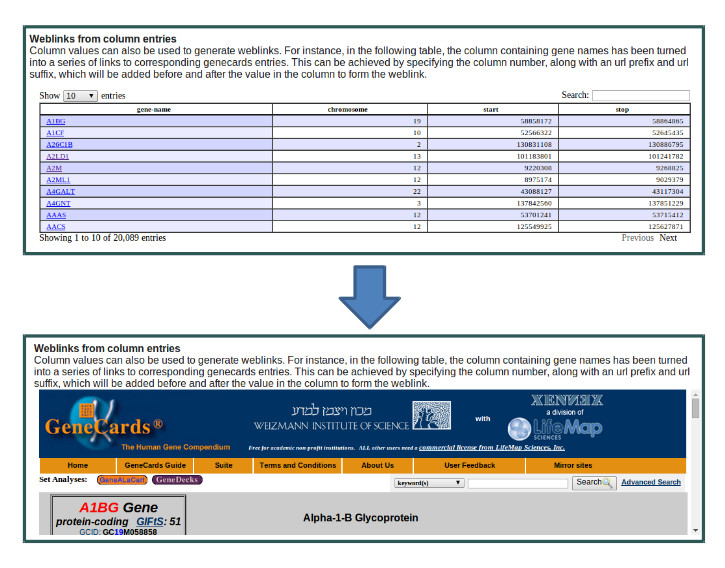 Weblinks from column entries
Column values can also be used to generate weblinks. For instance, in the following table, the column containing gene names has been turned
into a series of links to corresponding genecards entries. This can be achieved by specifying the column number, along with an url prefix and url
suffix, which will be added before and after the value in the column to form the weblink.
Show 10 entries Search:
gene-name chromosome start stop
A1BG 19 58858172 58864865
A1CF 10 52566322 52645435
A26C1B 2 130831108 130886795
A2LD1 13 101183801 101241782
A2M 12 9220300 9268825
A2ML1 12 8975174 9029379
A4GALT 22 43088127 43117304
A4GNT 3 137842560 137851229
AAAS 12 53701241 53715412
AACS 12 125549925 125627871
Showing 1 to 10 of 20,089 entries Previous Next
Weblinks from column entries
Column values can also be used to generate weblinks. For instance, in the following table, the column containing gene names has been turned
into a series of links to corresponding genecards entries. This can be achieved by specifying the column number, along with an url prefix and url
suffix, which will be added before and after the value in the column to form the weblink.
GeneCards®
The Human Gene Compendium
מכון ויצמן למדע
WEIZMANN INSTITUTE OF SCIENCE
with
XENNEX
a division of
LifeMap
SCIENCES
Free for academic non-profit institutions. ALL other users need a commercial license from LifeMap Sciences, Inc.
Home GeneCards Guide Suite Terms and Conditions About Us User Feedback Mirror sites
Set Analyses: GeneALaCart GeneDecks keyword(s) Search Advanced Search
A1BG Gene
protein-coding GIFtS: 51
GCID: GC19M058858
Alpha-1-B Glycoprotein